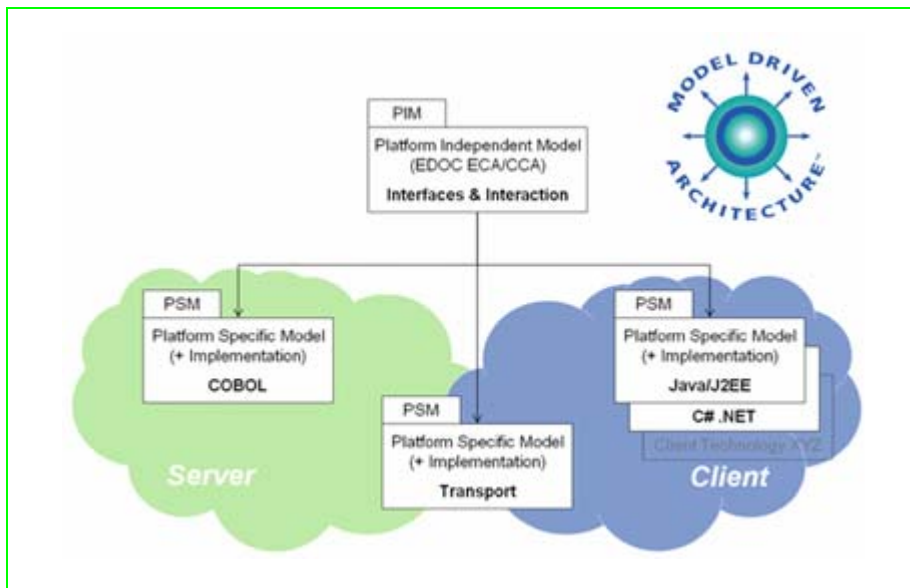 MODEL DRIVEN
ARCHITECTURE™
PIM
Platform Independent Model
(EDOC ECA/CCA)
Interfaces & Interaction
PSM
Platform Specific Model
(+ Implementation)
COBOL
PSM
Platform Specific Model
(+ Implementation)
Java/J2EE
C# .NET
Client Technology XYZ
PSM
Platform Specific Model
(+ Implementation)
Transport
Server
Client